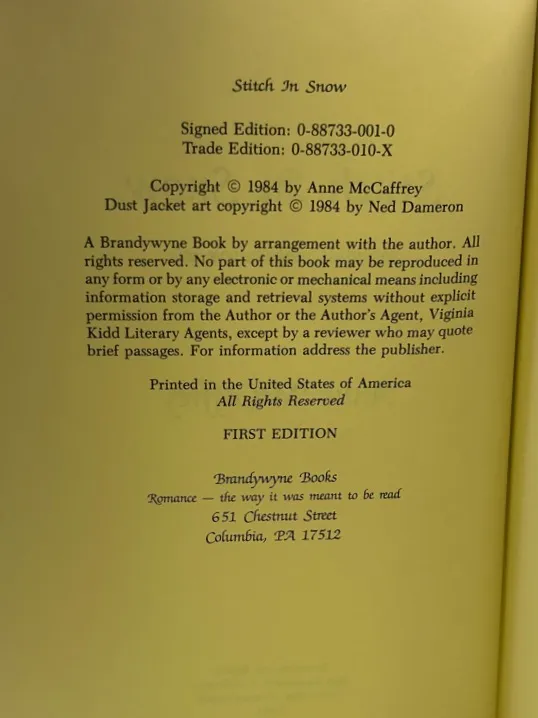 Stitch In Snow
Signed Edition: 0-88733-001-0
Trade Edition: 0-88733-010-X
Copyright © 1984 by Anne McCaffrey
Dust Jacket art copyright © 1984 by Ned Dameron
A Brandywyne Book by arrangement with the author. All
rights reserved. No part of this book may be reproduced in
any form or by any electronic or mechanical means including
information storage and retrieval systems without explicit
permission from the Author or the Author's Agent, Viginia
Kidd Literary Agents, except by a reviewer who may quote
brief passages. For information address the publisher.
Printed in the United States of America
All Rights Reserved
FIRST EDITION
Brandywyne Books
Romance — the way it was meant to be read
651 Chestnut Street
Columbia, PA 17512